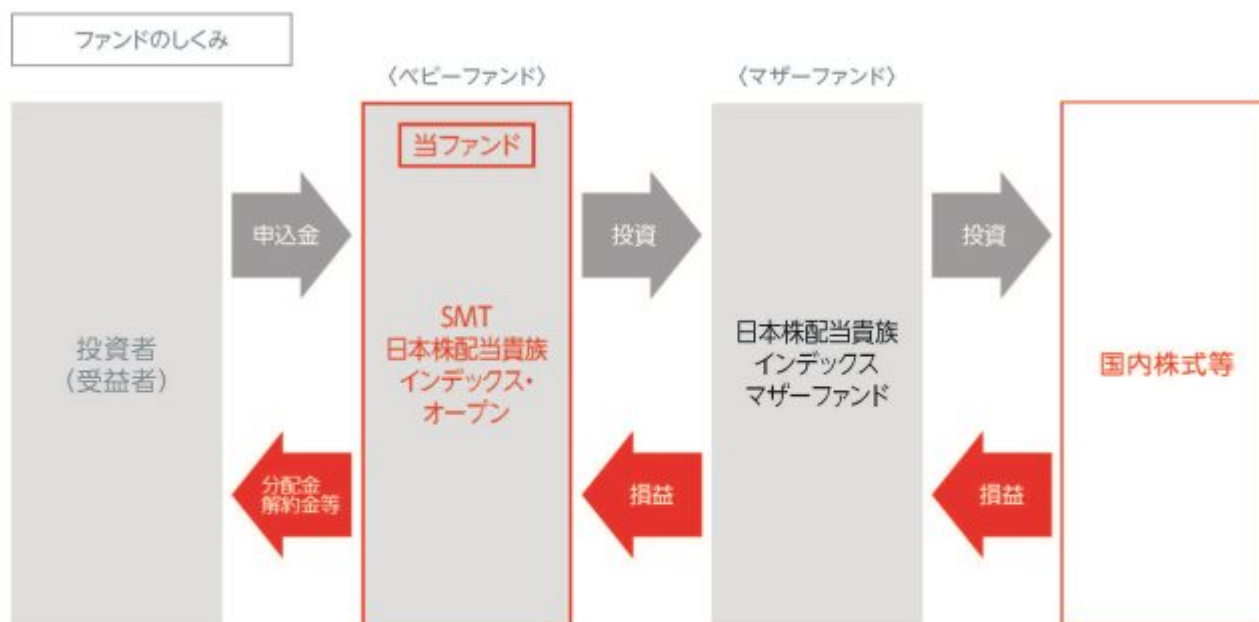 ファンドのしくみ
〈ベビーファンド〉
〈マザーファンド〉
投資者
（受益者）
申込金
分配金
解約金等
当ファンド
SMT
日本株配当貴族
インデックス・
オープン
投資
損益
日本株配当貴族
インデックス
マザーファンド
投資
損益
国内株式等